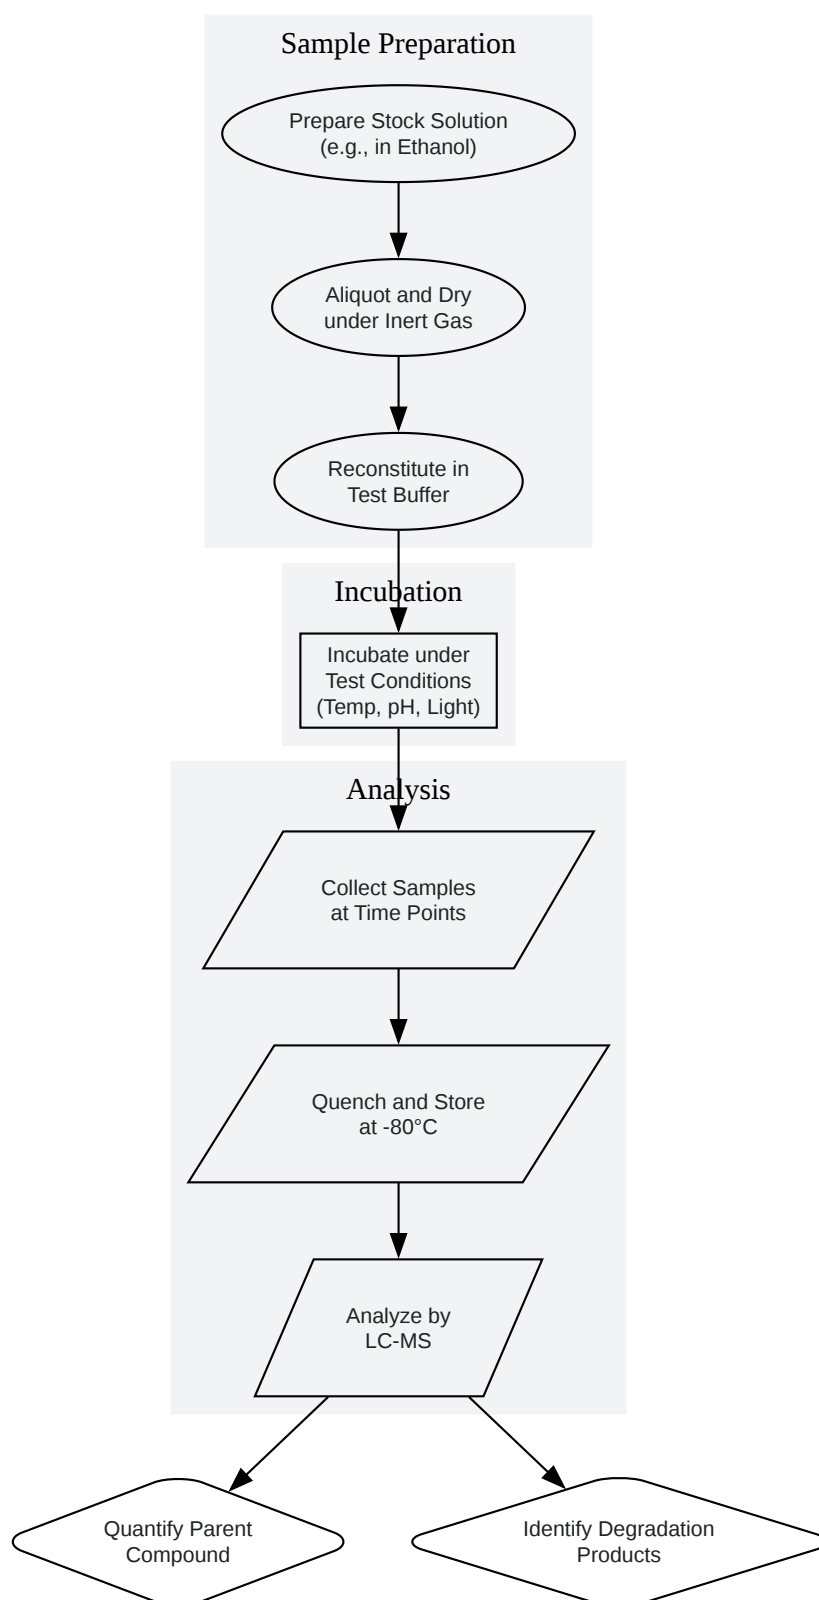 Sample Preparation
Prepare Stock Solution
(e.g., in Ethanol)
Aliquot and Dry
under Inert Gas
Reconstitute in
Test Buffer
Incubation
Incubate under
Test Conditions
(Temp, pH, Light)
Analysis
Collect Samples
at Time Points
Quench and Store
at -80°C
Analyze by
LC-MS
Quantify Parent
Compound
Identify Degradation
Products